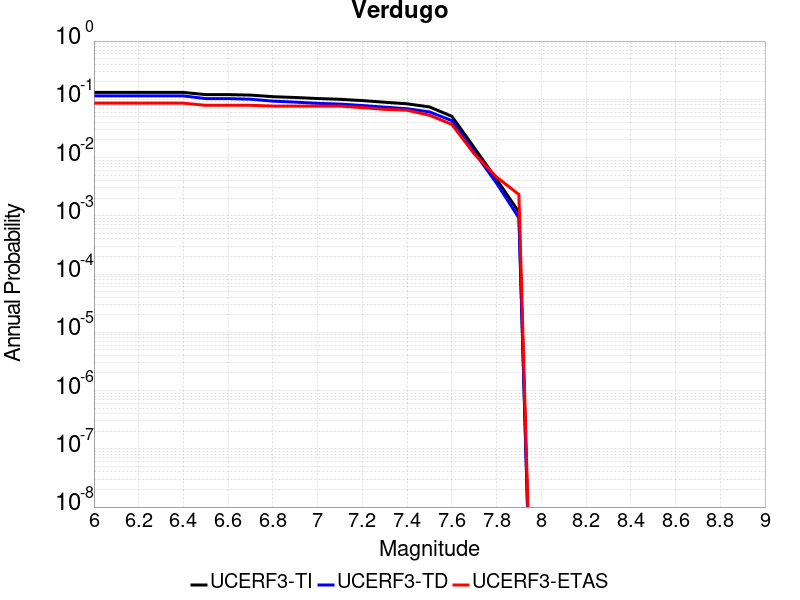 Verdugo
10^0
10^-1
10^-2
10^-3
10^-4
10^-5
10^-6
10^-7
10^-8
Annual Probability
6 6.2 6.4 6.6 6.8 7 7.2 7.4 7.6 7.8 8 8.2 8.4 8.6 8.8 9
Magnitude
UCERF3-TI UCERF3-TD UCERF3-ETAS